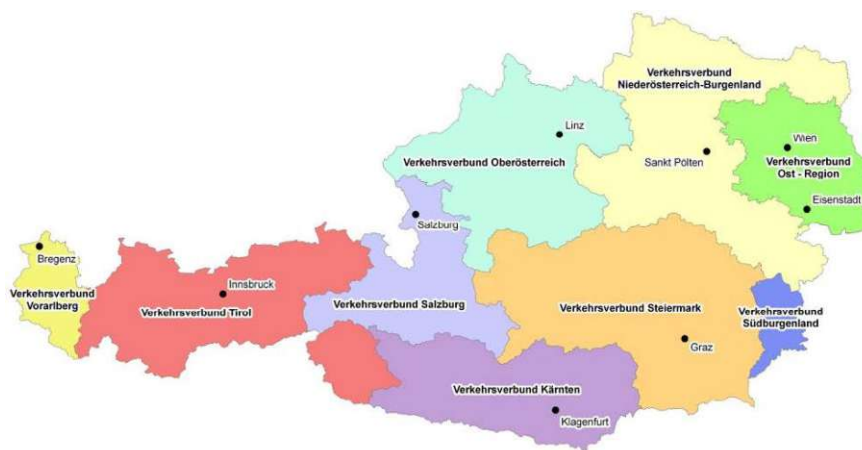 Verkehrsverbund
Niederösterreich-Burgenland
Linz
Wien
Verkehrsverbund Oberösterreich
Sankt Pölten
Verkehrsverbund
Ost - Region
Eisenstadt
Salzburg
Bregenz
Innsbruck
Verkehrsverbund
Vorarlberg
Verkehrsverbund Tirol
Verkehrsverbund Salzburg
Verkehrsverbund Steiermark
Verkehrsverbund
Südburgenland
Graz
Verkehrsverbund Kärnten
Klagenfurt